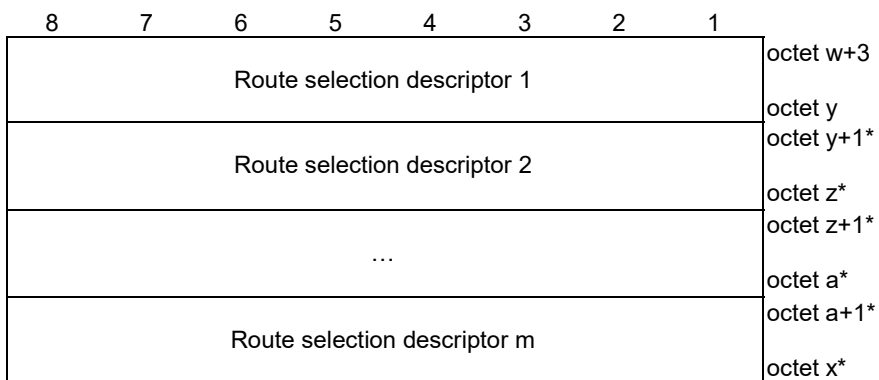 8 7 6 5 4 3 2 1
octet w+3
Route selection descriptor 1
octet y
octet y+1*
Route selection descriptor 2
octet z*
octet z+1*
…
octet a*
octet a+1*
Route selection descriptor m
octet x*